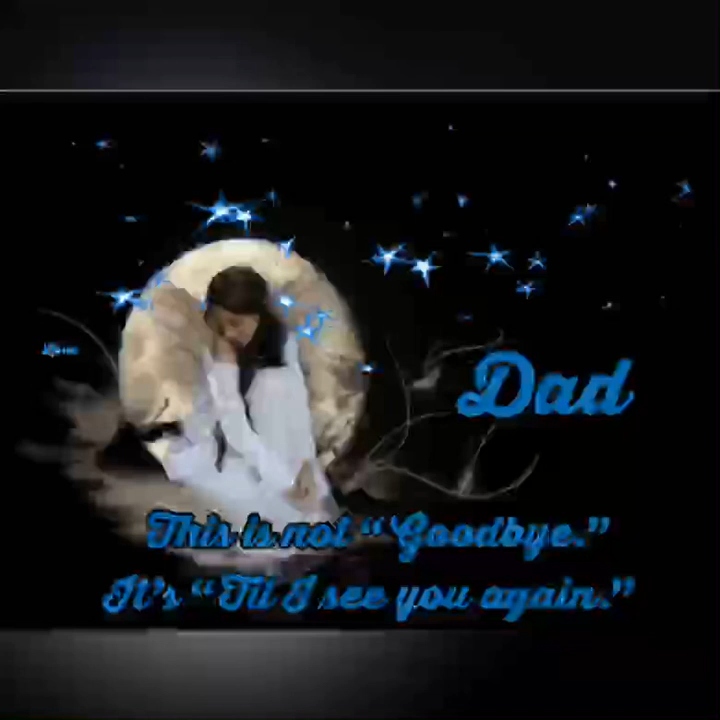 Dad
This is not “Goodbye.”
It's “Til I see you again.”